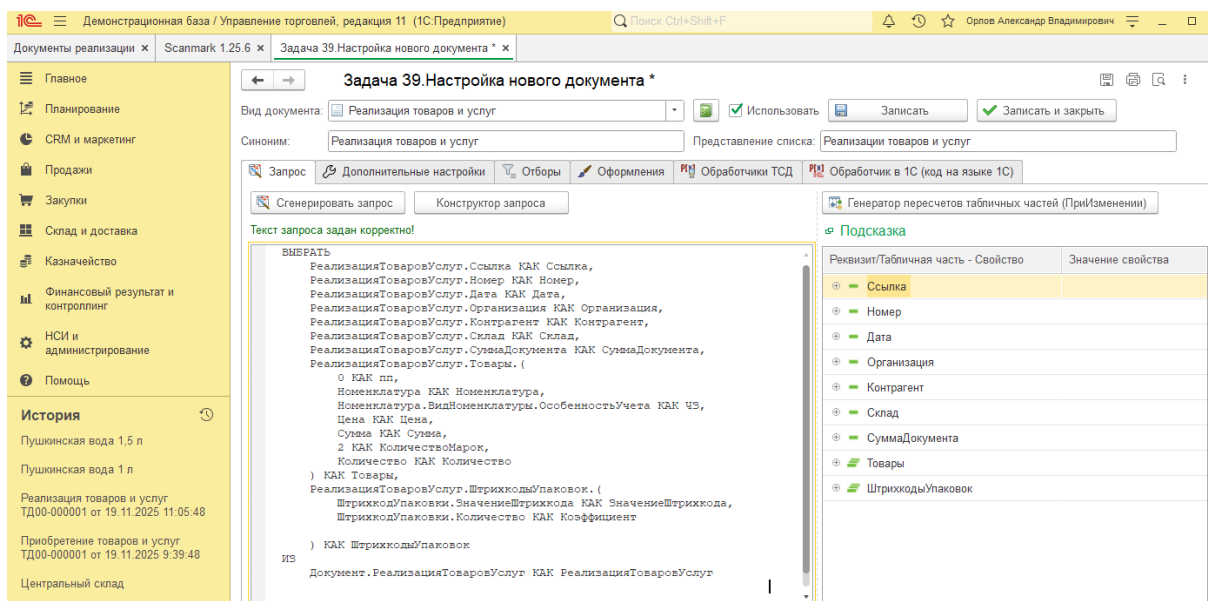 1С Демонстрационная база / Управление торговлей, редакция 11 (1С:Предприятие) Поиск Ctrl+Shift+F Орлов Александр Владимирович
Документы реализации × Scanmark 1.25.6 × Задача 39.Настройка нового документа * ×
Главное
Планирование
CRM и маркетинг
Продажи
Закупки
Склад и доставка
Казначейство
Финансовый результат и
контроллинг
НСИ и
администрирование
Помощь
История
Пушкинская вода 1,5 л
Пушкинская вода 1 л
Реализация товаров и услуг
ТД00-000001 от 19.11.2025 11:05:48
Приобретение товаров и услуг
ТД00-000001 от 19.11.2025 9:39:48
Центральный склад
Задача 39.Настройка нового документа *
Вид документа: Реализация товаров и услуг Использовать Записать Записать и закрыть
Синоним: Реализация товаров и услуг Представление списка: Реализации товаров и услуг
Запрос Дополнительные настройки Отборы Оформления Обработчики ТСД Обработчик в 1С (код на языке 1С)
Сгенерировать запрос Конструктор запроса
Текст запроса задан корректно!
ВЫБРАТЬ
РеализацияТоваровУслуг.Ссылка КАК Ссылка,
РеализацияТоваровУслуг.Номер КАК Номер,
РеализацияТоваровУслуг.Дата КАК Дата,
РеализацияТоваровУслуг.Организация КАК Организация,
РеализацияТоваровУслуг.Контрагент КАК Контрагент,
РеализацияТоваровУслуг.Склад КАК Склад,
РеализацияТоваровУслуг.СуммаДокумента КАК СуммаДокумента,
РеализацияТоваровУслуг.Товары.(
0 КАК пп,
Номенклатура КАК Номенклатура,
Номенклатура.ВидНоменклатуры.ОсобенностьУчета КАК ЧЗ,
Цена КАК Цена,
Сумма КАК Сумма,
2 КАК КоличествоМарок,
Количество КАК Количество
) КАК Товары,
РеализацияТоваровУслуг.ШтрихкодыУпаковок.(
ШтрихкодУпаковки.ЗначениеШтрихкода КАК ЗначениеШтрихкода,
ШтрихкодУпаковки.Количество КАК Коэффициент
) КАК ШтрихкодыУпаковок
ИЗ
Документ.РеализацияТоваровУслуг КАК РеализацияТоваровУслуг
Генератор пересчетов табличных частей (ПриИзменении)
Подсказка
Реквизит/Табличная часть - Свойство Значение свойства
Ссылка
Номер
Дата
Организация
Контрагент
Склад
СуммаДокумента
Товары
ШтрихкодыУпаковок